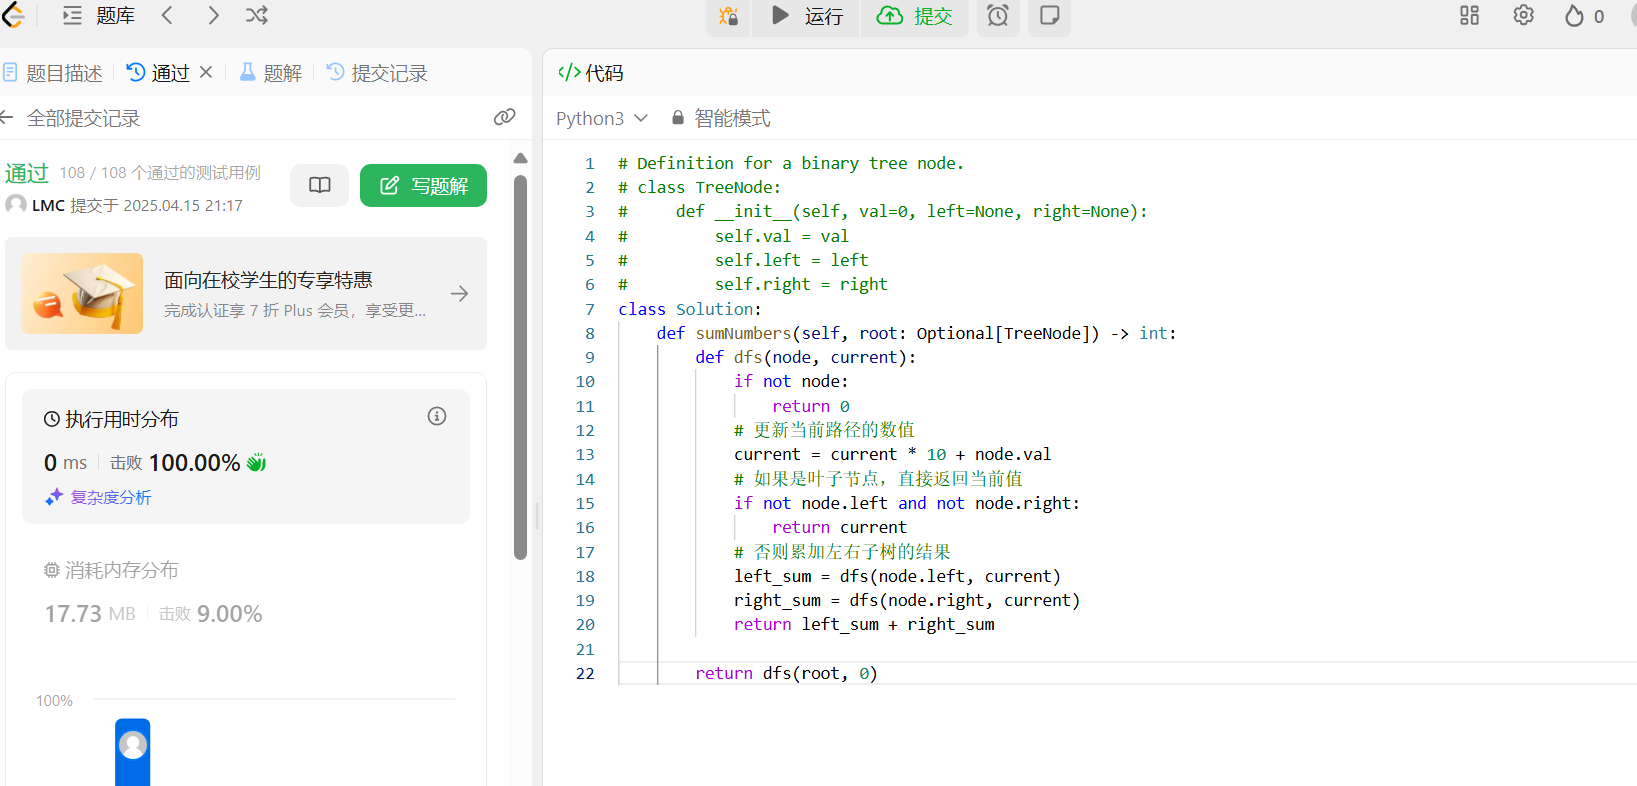 题库
运行
提交
0
题目描述
通过
题解
提交记录
代码
全部提交记录
Python3
智能模式
通过 108 / 108 个通过的测试用例
LMC 提交于 2025.04.15 21:17
写题解
面向在校学生的专享特惠
完成认证享 7 折 Plus 会员，享受更...
执行用时分布
0 ms 击败 100.00%
复杂度分析
消耗内存分布
17.73 MB 击败 9.00%
100%
1 # Definition for a binary tree node.
2 # class TreeNode:
3 #     def __init__(self, val=0, left=None, right=None):
4 #         self.val = val
5 #         self.left = left
6 #         self.right = right
7 class Solution:
8     def sumNumbers(self, root: Optional[TreeNode]) -> int:
9         def dfs(node, current):
10             if not node:
11                 return 0
12             # 更新当前路径的数值
13             current = current * 10 + node.val
14             # 如果是叶子节点，直接返回当前值
15             if not node.left and not node.right:
16                 return current
17             # 否则累加左右子树的结果
18             left_sum = dfs(node.left, current)
19             right_sum = dfs(node.right, current)
20             return left_sum + right_sum
21
22         return dfs(root, 0)